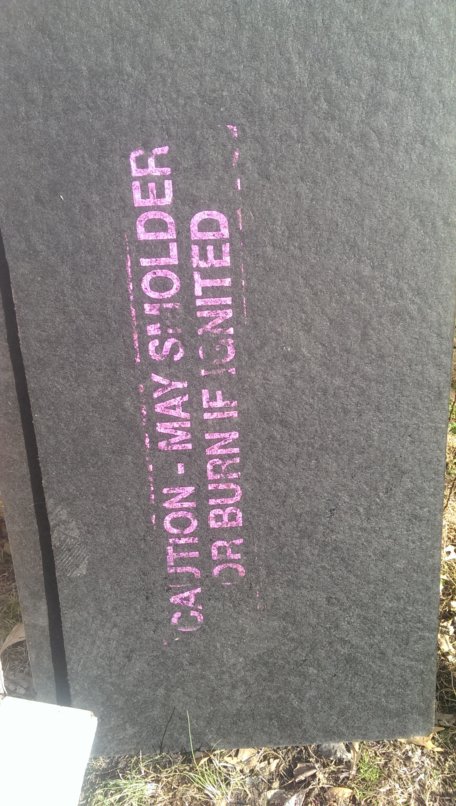 CAUTION - MAY SMOLDER
OR BURN IF IGNITED